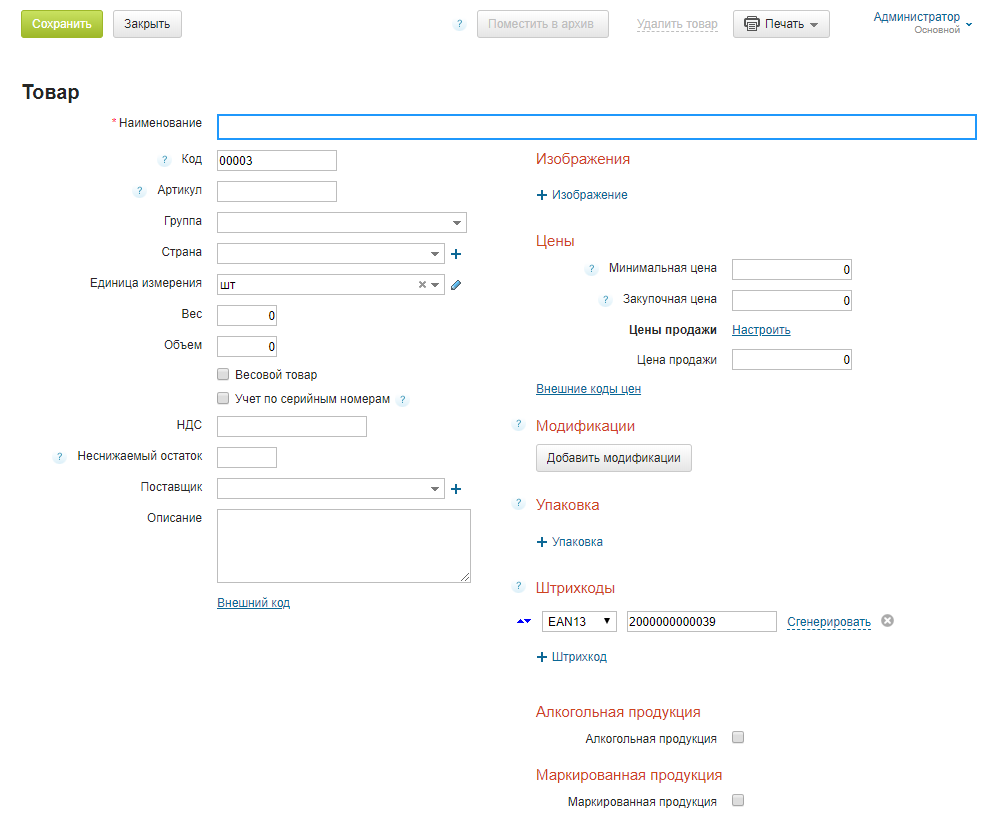 Сохранить Закрыть ? Поместить в архив Удалить товар Печать Администратор
Основной
Товар
* Наименование
? Код 00003
? Артикул
Группа
Страна
Единица измерения шт
Вес 0
Объем 0
Весовой товар
Учет по серийным номерам ?
НДС
? Неснижаемый остаток
Поставщик
Описание
Внешний код
Изображения
+ Изображение
Цены
? Минимальная цена 0
? Закупочная цена 0
Цены продажи Настроить
Цена продажи 0
Внешние коды цен
? Модификации
Добавить модификации
? Упаковка
+ Упаковка
? Штрихкоды
EAN13 2000000000039 Сгенерировать
+ Штрихкод
Алкогольная продукция
Алкогольная продукция
Маркированная продукция
Маркированная продукция